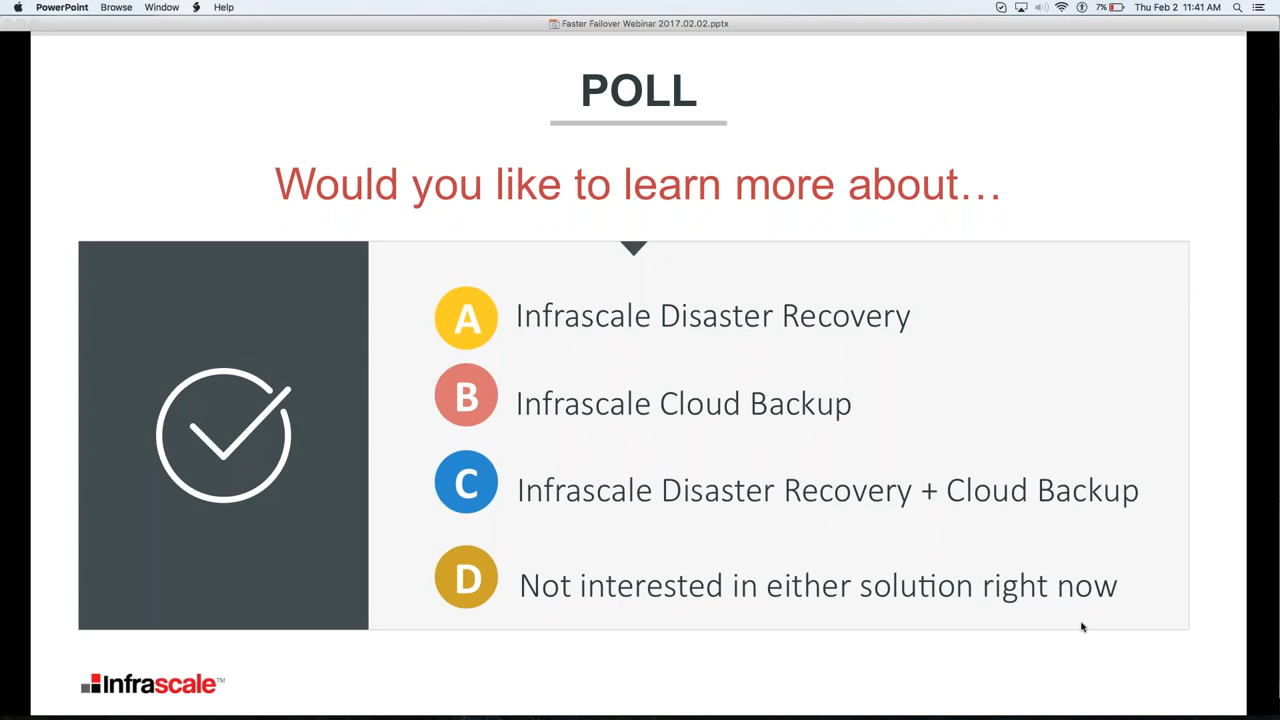 PowerPoint Browse Window Help 7% Thu Feb 2 11:41 AM
Faster Failover Webinar 2017.02.02.pptx
POLL
Would you like to learn more about…
A Infrascale Disaster Recovery
B Infrascale Cloud Backup
C Infrascale Disaster Recovery + Cloud Backup
D Not interested in either solution right now
Infrascale™